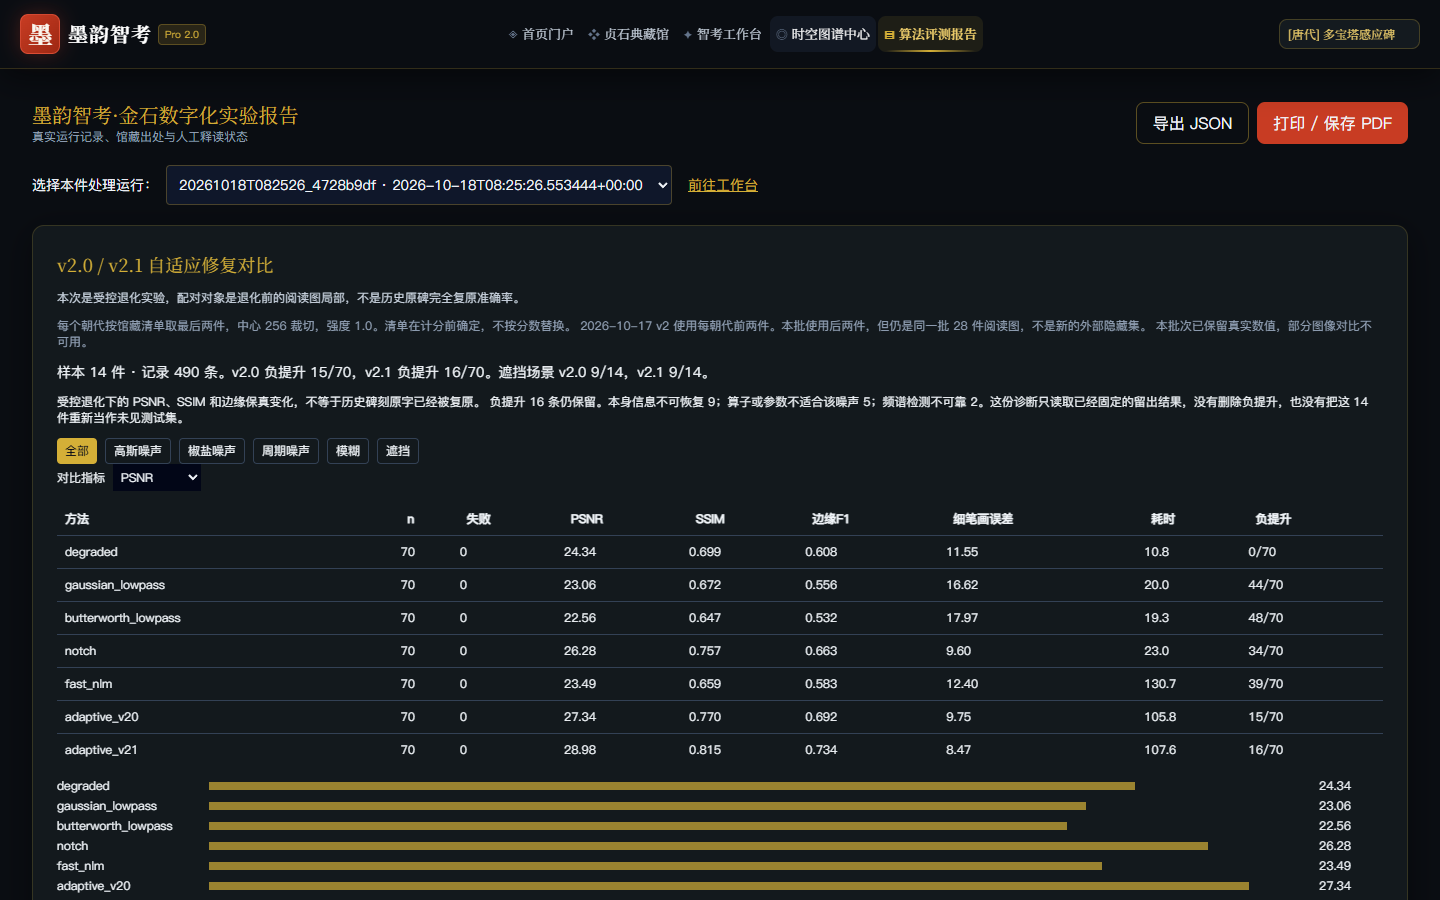 墨 墨韵智考 Pro 2.0 首页门户 贞石典藏馆 智考工作台 时空图谱中心 算法评测报告 [唐代] 多宝塔感应碑
墨韵智考·金石数字化实验报告
真实运行记录、馆藏出处与人工释读状态
导出 JSON 打印 / 保存 PDF
选择本件处理运行： 20261018T082526_4728b9df · 2026-10-18T08:25:26.553444+00:00 前往工作台
v2.0 / v2.1 自适应修复对比
本次是受控退化实验，配对对象是退化前的阅读图局部，不是历史原碑完全复原准确率。
每个朝代按馆藏清单取最后两件，中心 256 裁切，强度 1.0。清单在计分前确定，不按分数替换。 2026-10-17 v2 使用每朝代前两件。本批使用后两件，但仍是同一批 28 件阅读图，不是新的外部隐藏集。 本批次已保留真实数值，部分图像对比不
可用。
样本 14 件 · 记录 490 条。v2.0 负提升 15/70，v2.1 负提升 16/70。遮挡场景 v2.0 9/14，v2.1 9/14。
受控退化下的 PSNR、SSIM 和边缘保真变化，不等于历史碑刻原字已经被复原。 负提升 16 条仍保留。本身信息不可恢复 9；算子或参数不适合该噪声 5；频谱检测不可靠 2。这份诊断只读取已经固定的留出结果，没有删除负提升，也没有把这 14
件重新当作未见测试集。
全部 高斯噪声 椒盐噪声 周期噪声 模糊 遮挡
对比指标 PSNR
方法 n 失败 PSNR SSIM 边缘F1 细笔画误差 耗时 负提升
degraded 70 0 24.34 0.699 0.608 11.55 10.8 0/70
gaussian_lowpass 70 0 23.06 0.672 0.556 16.62 20.0 44/70
butterworth_lowpass 70 0 22.56 0.647 0.532 17.97 19.3 48/70
notch 70 0 26.28 0.757 0.663 9.60 23.0 34/70
fast_nlm 70 0 23.49 0.659 0.583 12.40 130.7 39/70
adaptive_v20 70 0 27.34 0.770 0.692 9.75 105.8 15/70
adaptive_v21 70 0 28.98 0.815 0.734 8.47 107.6 16/70
degraded 24.34
gaussian_lowpass 23.06
butterworth_lowpass 22.56
notch 26.28
fast_nlm 23.49
adaptive_v20 27.34